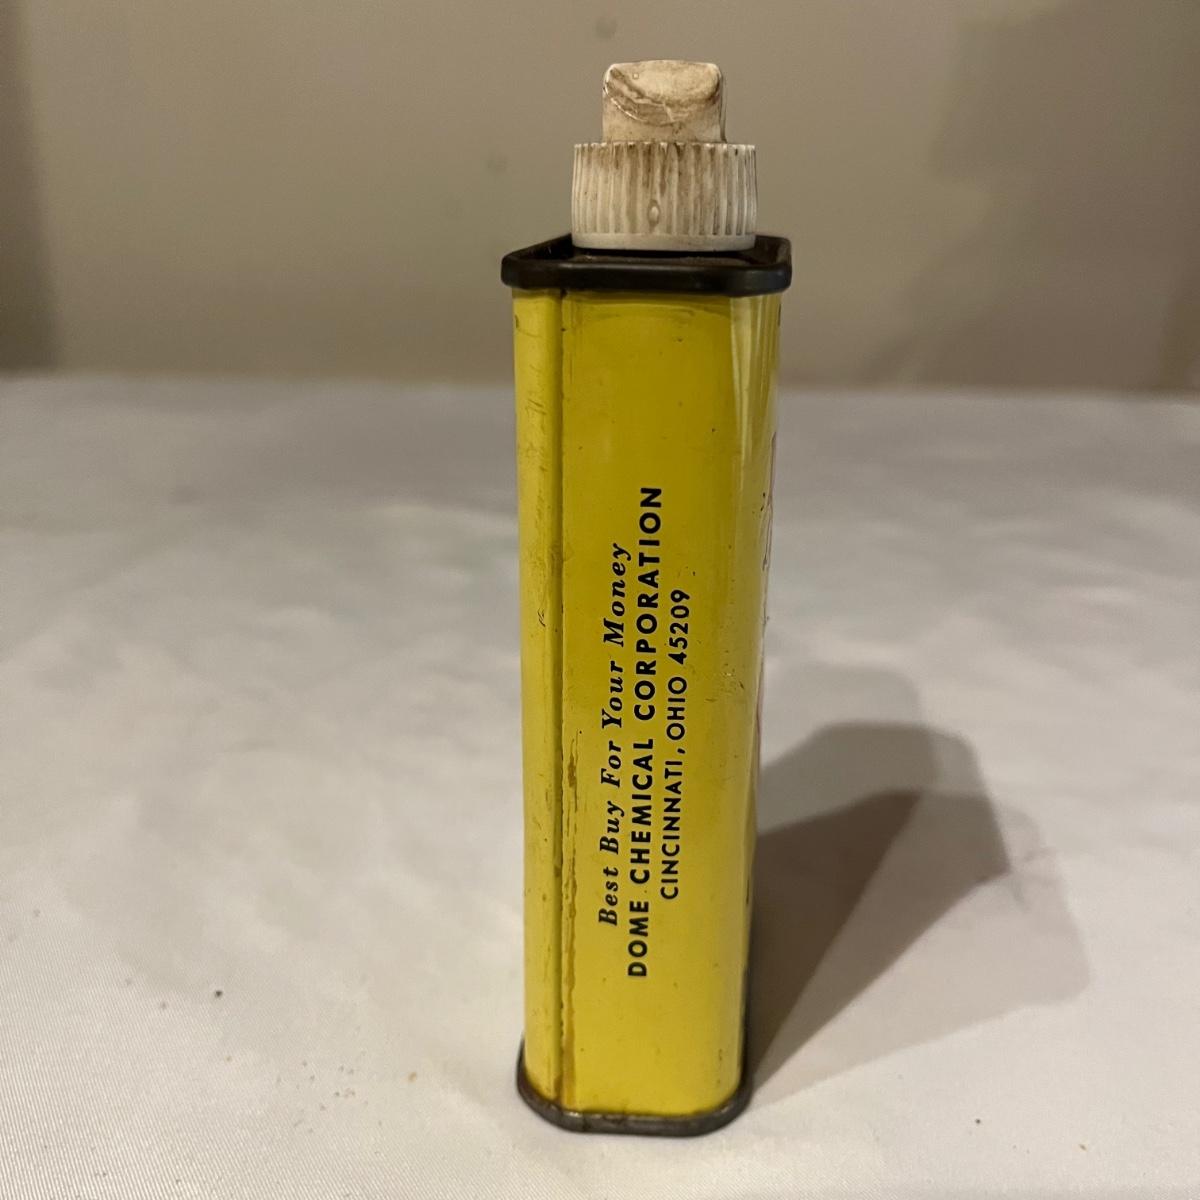 Best Buy For Your Money
DOME CHEMICAL CORPORATION
CINCINNATI, OHIO 45209